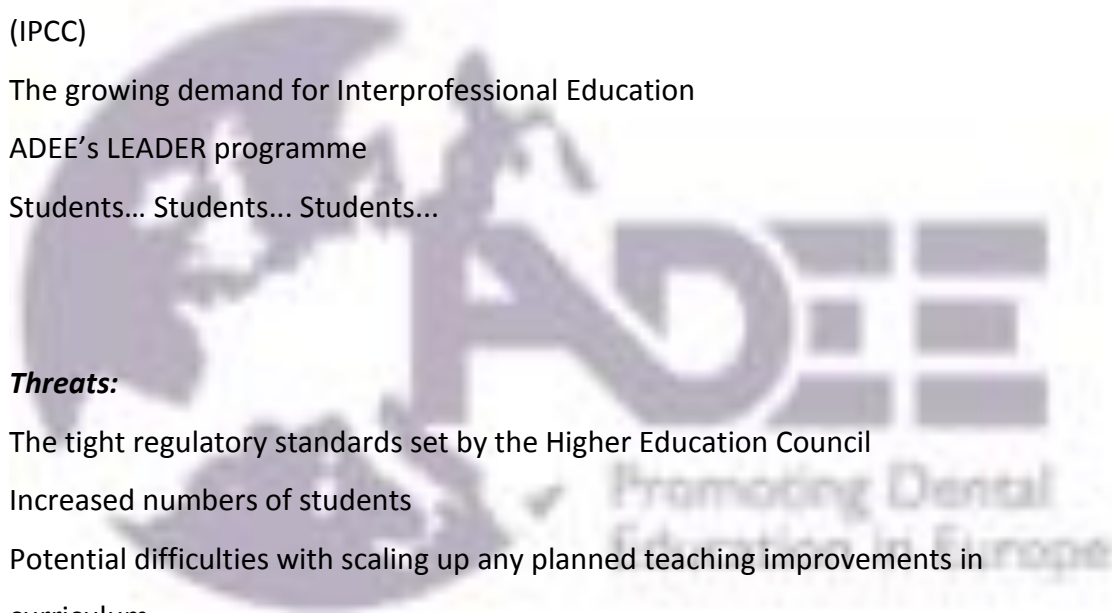 (IPCC)
The growing demand for Interprofessional Education
ADEE’s LEADER programme
Students… Students... Students...
ADEE
Threats:
The tight regulatory standards set by the Higher Education Council
Increased numbers of students
Promoting Dental
Education in Europe
Potential difficulties with scaling up any planned teaching improvements in
curriculum